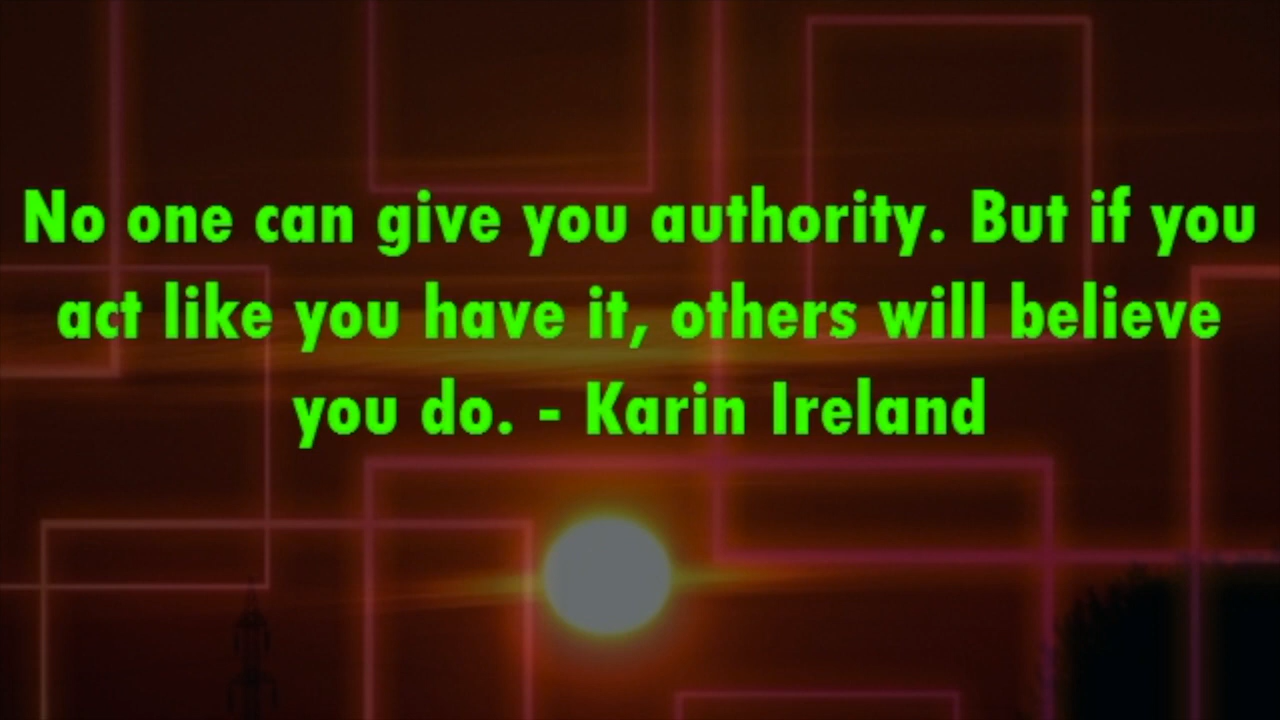 No one can give you authority. But if you
act like you have it, others will believe
you do. - Karin Ireland